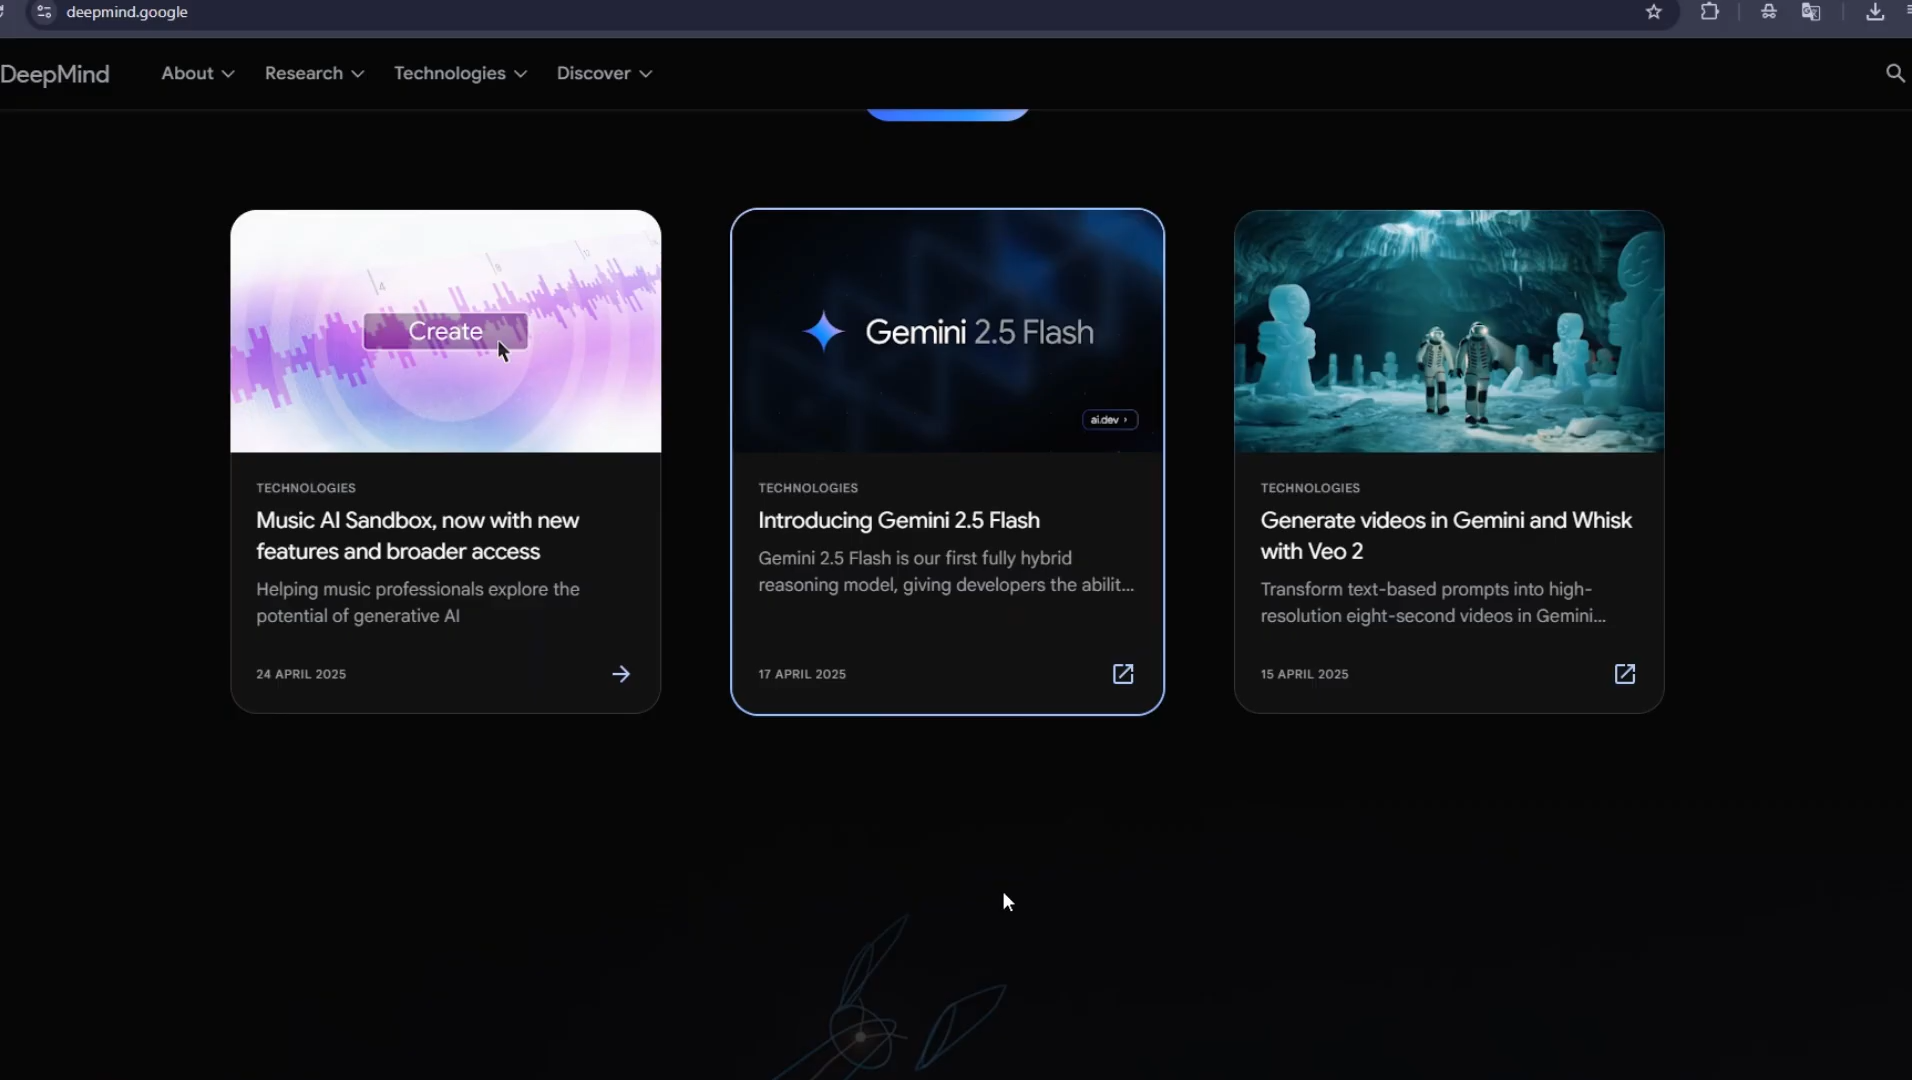 deepmind.google
DeepMind
About
Research
Technologies
Discover
4
8
12
Create
TECHNOLOGIES
Music AI Sandbox, now with new
features and broader access
Helping music professionals explore the
potential of generative AI
24 APRIL 2025
Gemini 2.5 Flash
ai.dev ›
TECHNOLOGIES
Introducing Gemini 2.5 Flash
Gemini 2.5 Flash is our first fully hybrid
reasoning model, giving developers the abilit...
17 APRIL 2025
TECHNOLOGIES
Generate videos in Gemini and Whisk
with Veo 2
Transform text-based prompts into high-
resolution eight-second videos in Gemini...
15 APRIL 2025